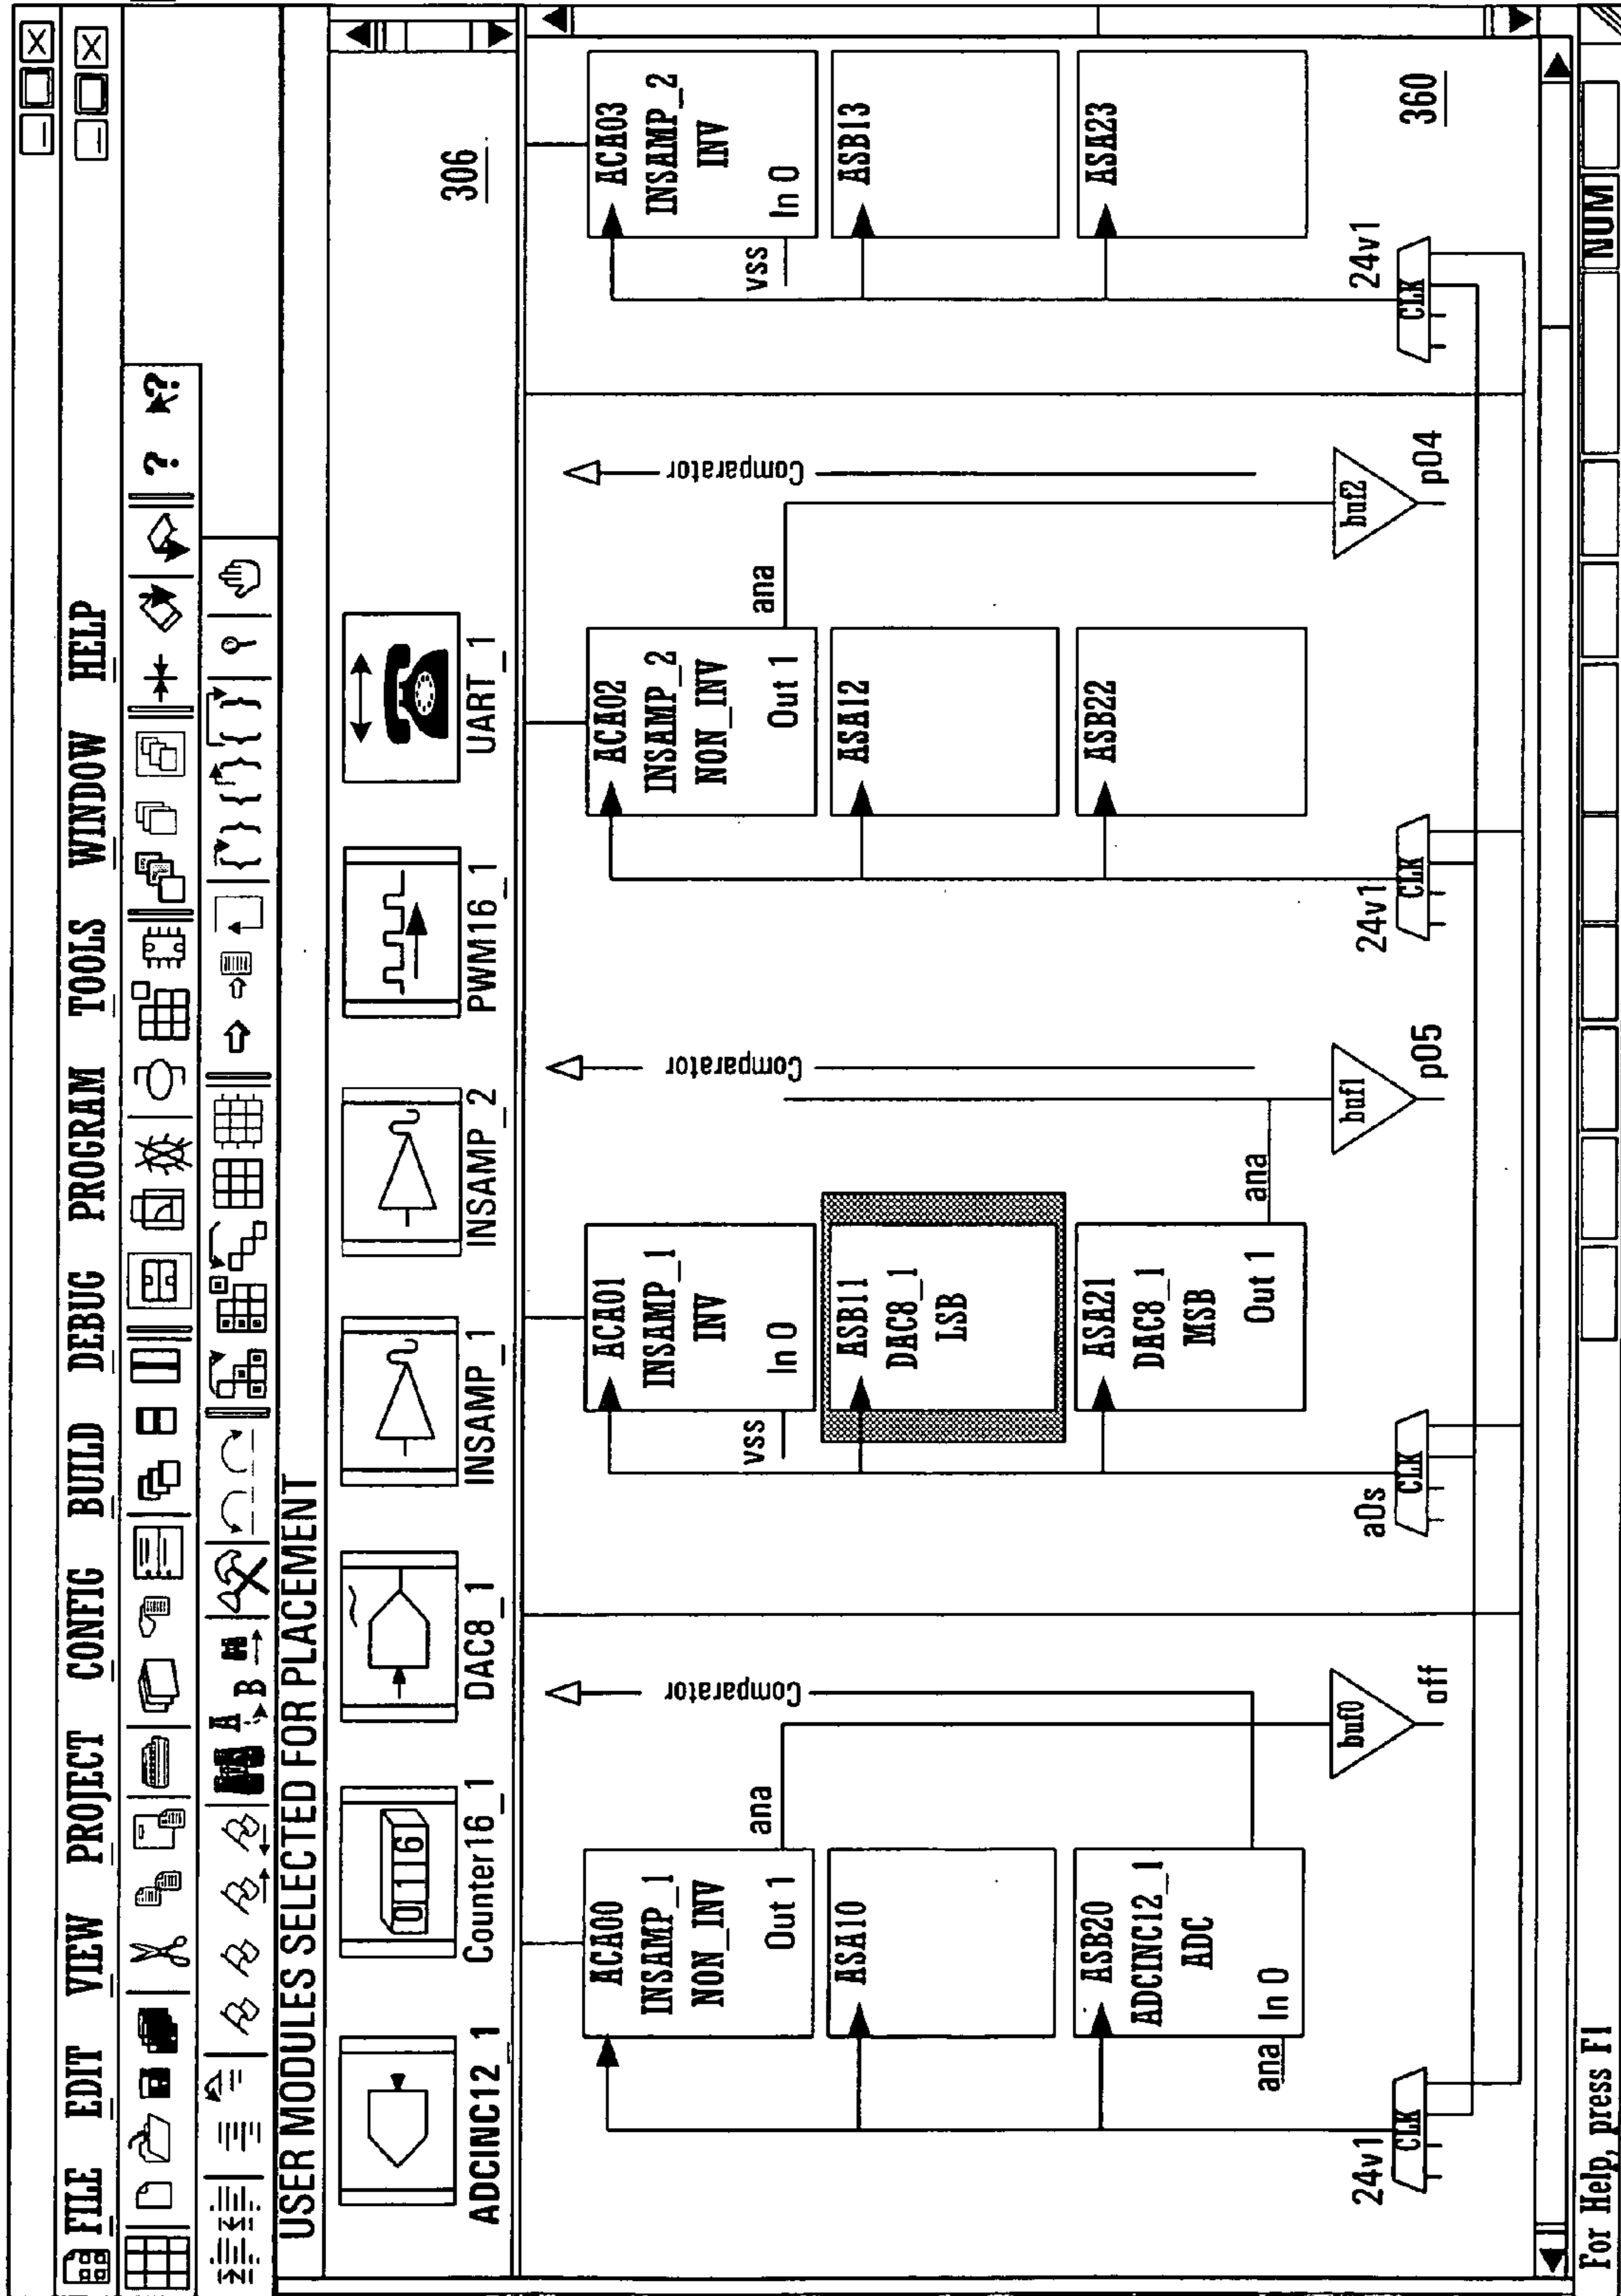 FILE EDIT VIEW PROJECT CONFIG BUILD DEBUG PROGRAM TOOLS WINDOW HELP
A B
? ?
USER MODULES SELECTED FOR PLACEMENT
0116
ADCINC12_1 Counter16_1 DAC8_1 INSAMP_1 INSAMP_2 PWM16_1 UART_1
306
ACA00
INSAMP_1
NON_INV
Out 1
ana
ASA10
ASB20
ADCINC12_1
ADC
In 0
ana
Comparator
buf0
off
24v1
CLK
ACA01
INSAMP_1
INV
In 0
vss
ASB11
DAC8_1
LSB
ASA21
DAC8_1
MSB
Out 1
ana
Comparator
buf1
p05
a0s
CLK
ACA02
INSAMP_2
NON_INV
Out 1
ana
ASA12
ASB22
Comparator
buf2
p04
24v1
CLK
ACA03
INSAMP_2
INV
In 0
vss
ASB13
ASA23
24v1
CLK
360
For Help, press F1
NUM